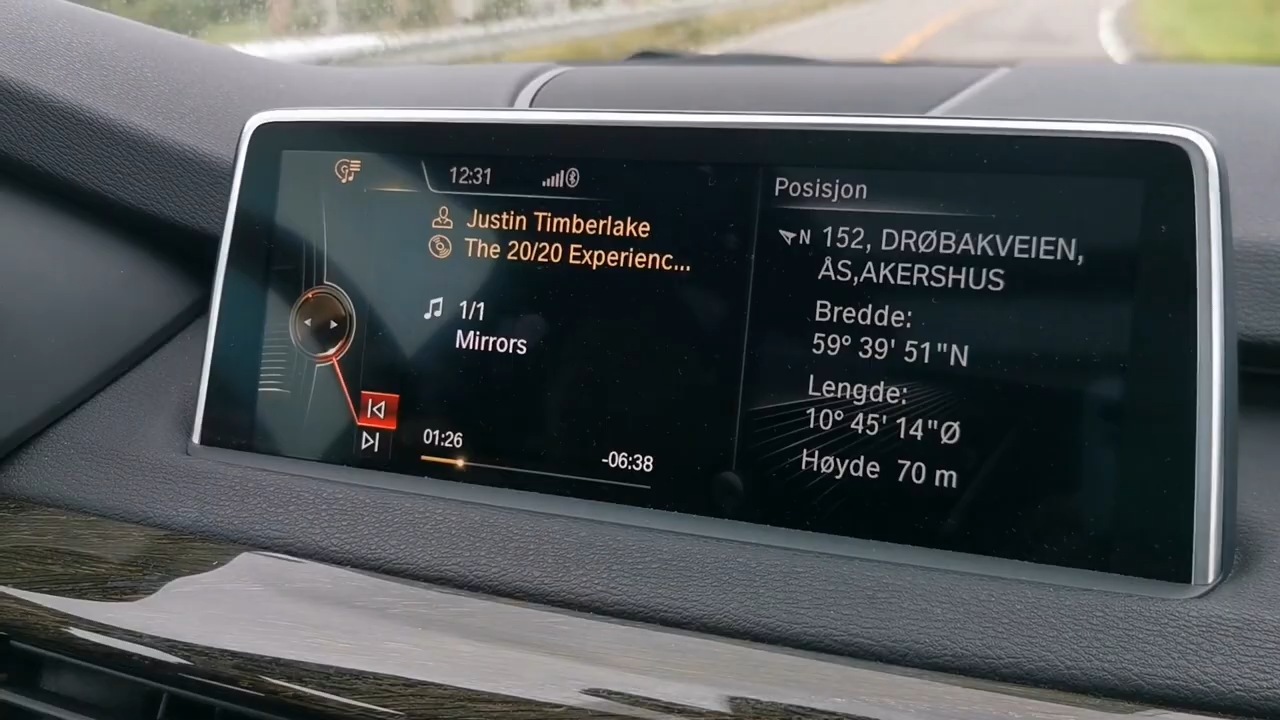 12:31
Justin Timberlake
The 20/20 Experienc...
1/1
Mirrors
01:26
-06:38
Posisjon
N 152, DRØBAKVEIEN,
ÅS,AKERSHUS
Bredde:
59° 39' 51"N
Lengde:
10° 45' 14"Ø
Høyde 70 m